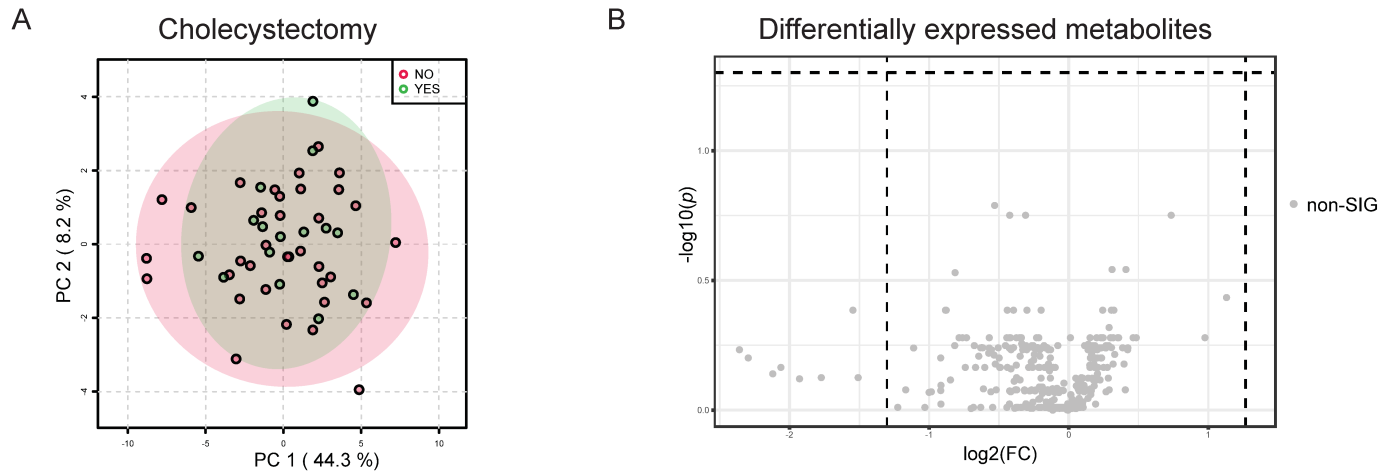 A
Cholecystectomy
NO
YES
4
2
0
-2
-4
PC 2 ( 8.2 %)
-10
-5
0
5
10
PC 1 ( 44.3 %)
B
Differentially expressed metabolites
1.0
0.5
0.0
-log10(p)
-2
-1
0
1
log2(FC)
non-SIG